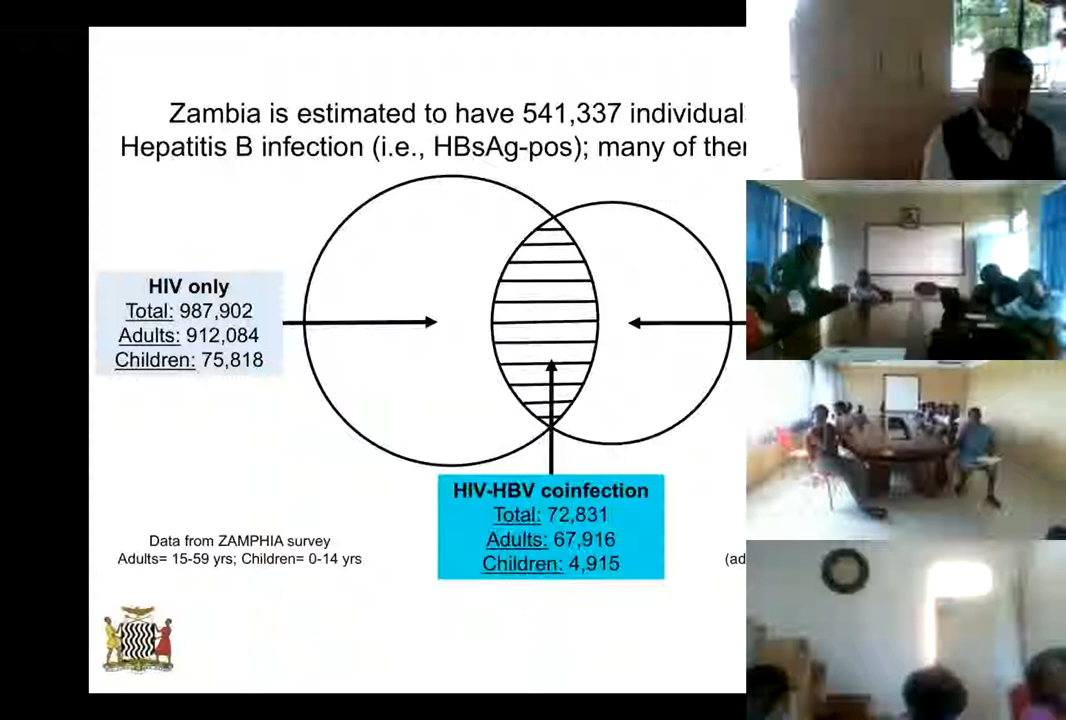 Zambia is estimated to have 541,337 individual
Hepatitis B infection (i.e., HBsAg-pos); many of
HIV only
Total: 987,902
Adults: 912,084
Children: 75,818
HIV-HBV coinfection
Total: 72,831
Adults: 67,916
Children: 4,915
Data from ZAMPHIA survey
Adults= 15-59 yrs; Children= 0-14 yrs